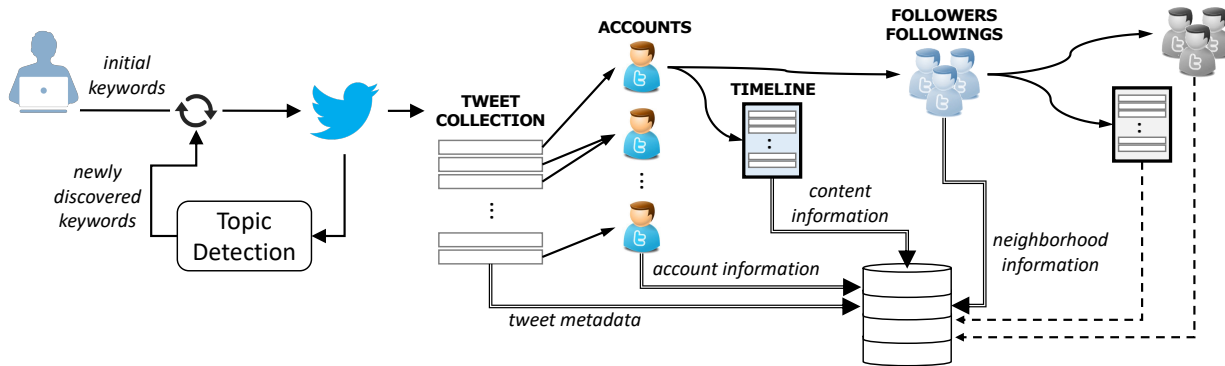 initial
keywords
newly
discovered
keywords
Topic
Detection
TWEET
COLLECTION
ACCOUNTS
TIMELINE
FOLLOWERS
FOLLOWINGS
content
information
account information
tweet metadata
neighborhood
information